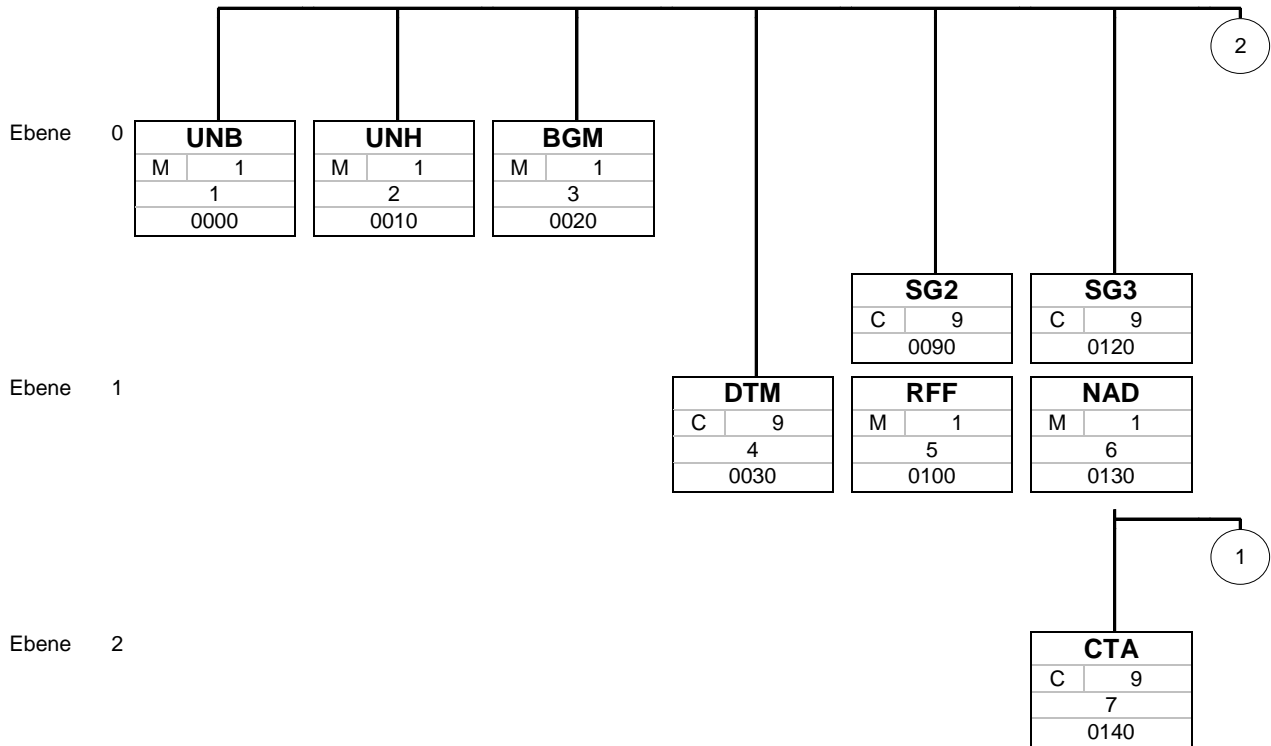 2
Ebene 0
UNB
M 1
1
0000
UNH
M 1
2
0010
BGM
M 1
3
0020
SG2
C 9
0090
SG3
C 9
0120
Ebene 1
DTM
C 9
4
0030
RFF
M 1
5
0100
NAD
M 1
6
0130
1
Ebene 2
CTA
C 9
7
0140